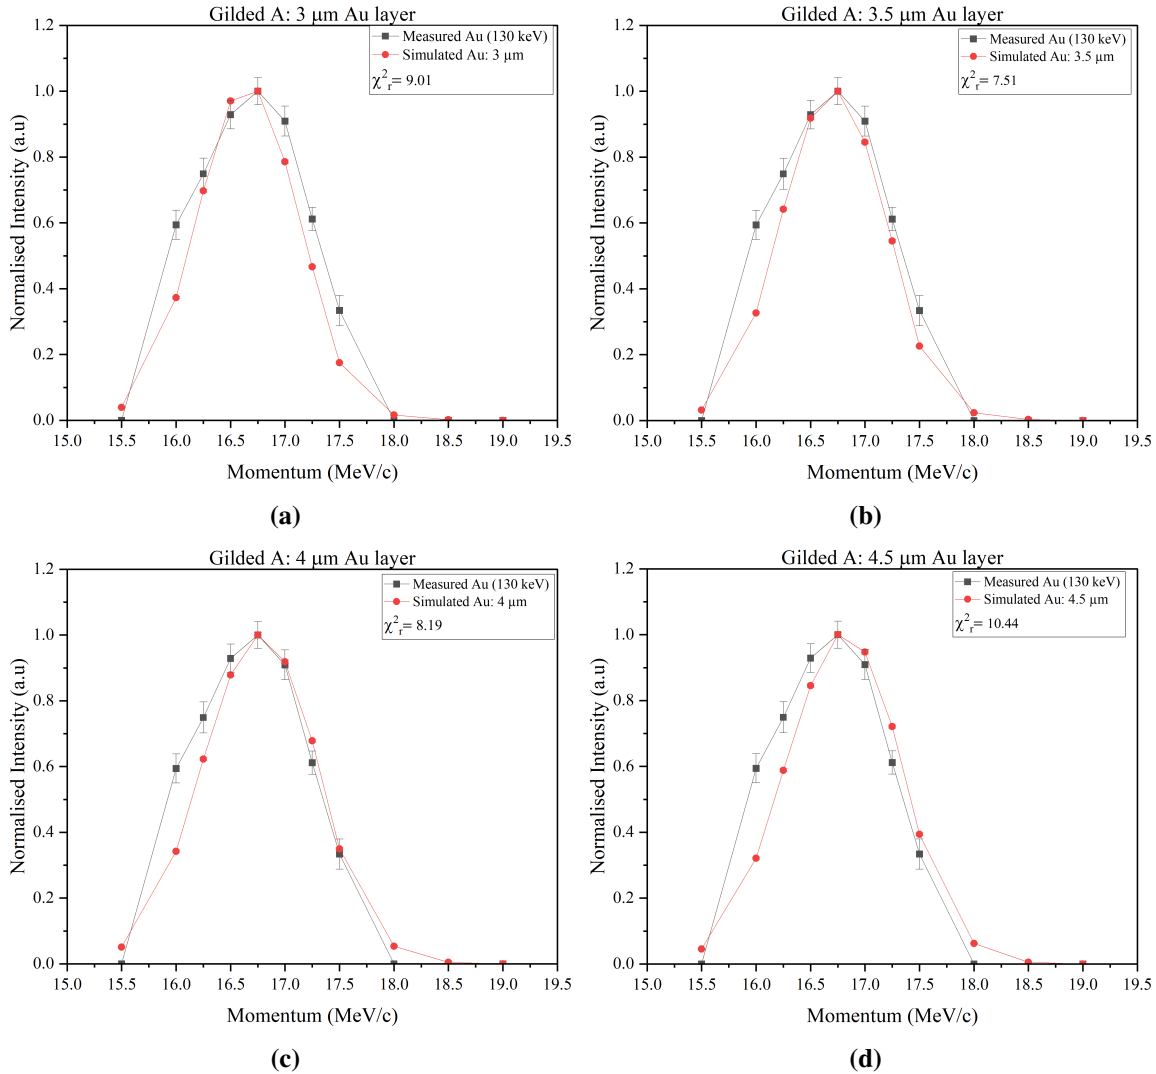 Gilded A: 3 µm Au layer
Measured Au (130 keV)
Simulated Au: 3 µm
χ²ᵣ= 9.01
Normalised Intensity (a.u)
1.2
1.0
0.8
0.6
0.4
0.2
0.0
15.0 15.5 16.0 16.5 17.0 17.5 18.0 18.5 19.0 19.5
Momentum (MeV/c)
(a)
Gilded A: 3.5 µm Au layer
Measured Au (130 keV)
Simulated Au: 3.5 µm
χ²ᵣ= 7.51
Normalised Intensity (a.u)
1.2
1.0
0.8
0.6
0.4
0.2
0.0
15.0 15.5 16.0 16.5 17.0 17.5 18.0 18.5 19.0 19.5
Momentum (MeV/c)
(b)
Gilded A: 4 µm Au layer
Measured Au (130 keV)
Simulated Au: 4 µm
χ²ᵣ= 8.19
Normalised Intensity (a.u)
1.2
1.0
0.8
0.6
0.4
0.2
0.0
15.0 15.5 16.0 16.5 17.0 17.5 18.0 18.5 19.0 19.5
Momentum (MeV/c)
(c)
Gilded A: 4.5 µm Au layer
Measured Au (130 keV)
Simulated Au: 4.5 µm
χ²ᵣ= 10.44
Normalised Intensity (a.u)
1.2
1.0
0.8
0.6
0.4
0.2
0.0
15.0 15.5 16.0 16.5 17.0 17.5 18.0 18.5 19.0 19.5
Momentum (MeV/c)
(d)